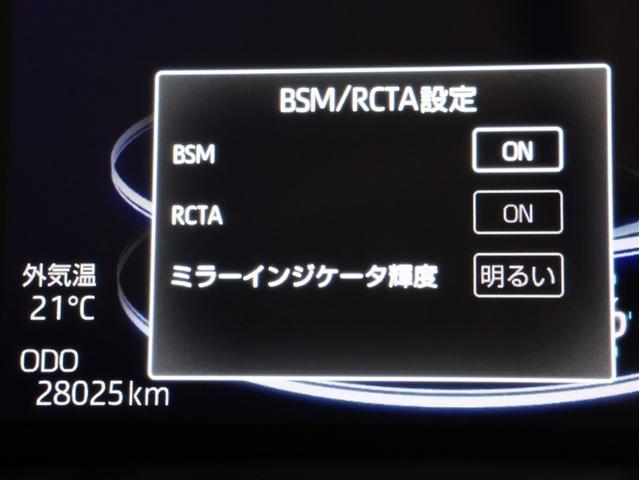 BSM/RCTA設定
BSM ON
RCTA ON
ミラーインジケータ輝度 明るい
外気温
21℃
ODO
28025km